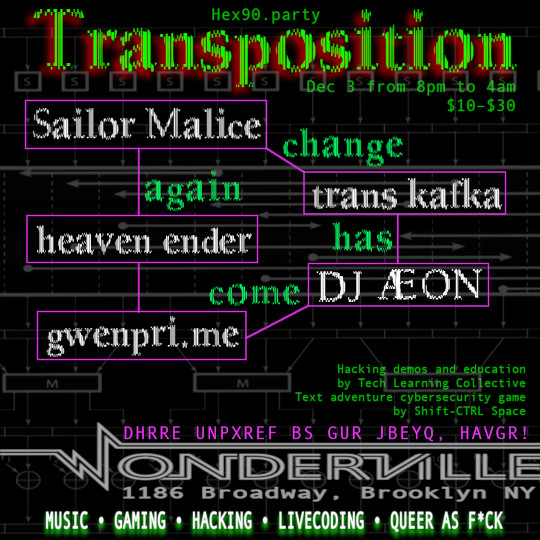 Hex90.party
Transposition
Dec 3 from 8pm to 4am
$10-$30
Sailor Malice
change
again
trans kafka
heaven ender
has
come
DJ ÆON
gwenpri.me
Hacking demos and education
by Tech Learning Collective
Text adventure cybersecurity game
by Shift-CTRL Space
M M M
DHRRE UNPXREF BS GUR JBEYQ, HAVGR!
WONDERVILLE
1186 Broadway, Brooklyn NY
MUSIC • GAMING • HACKING • LIVECODING • QUEER AS F*CK